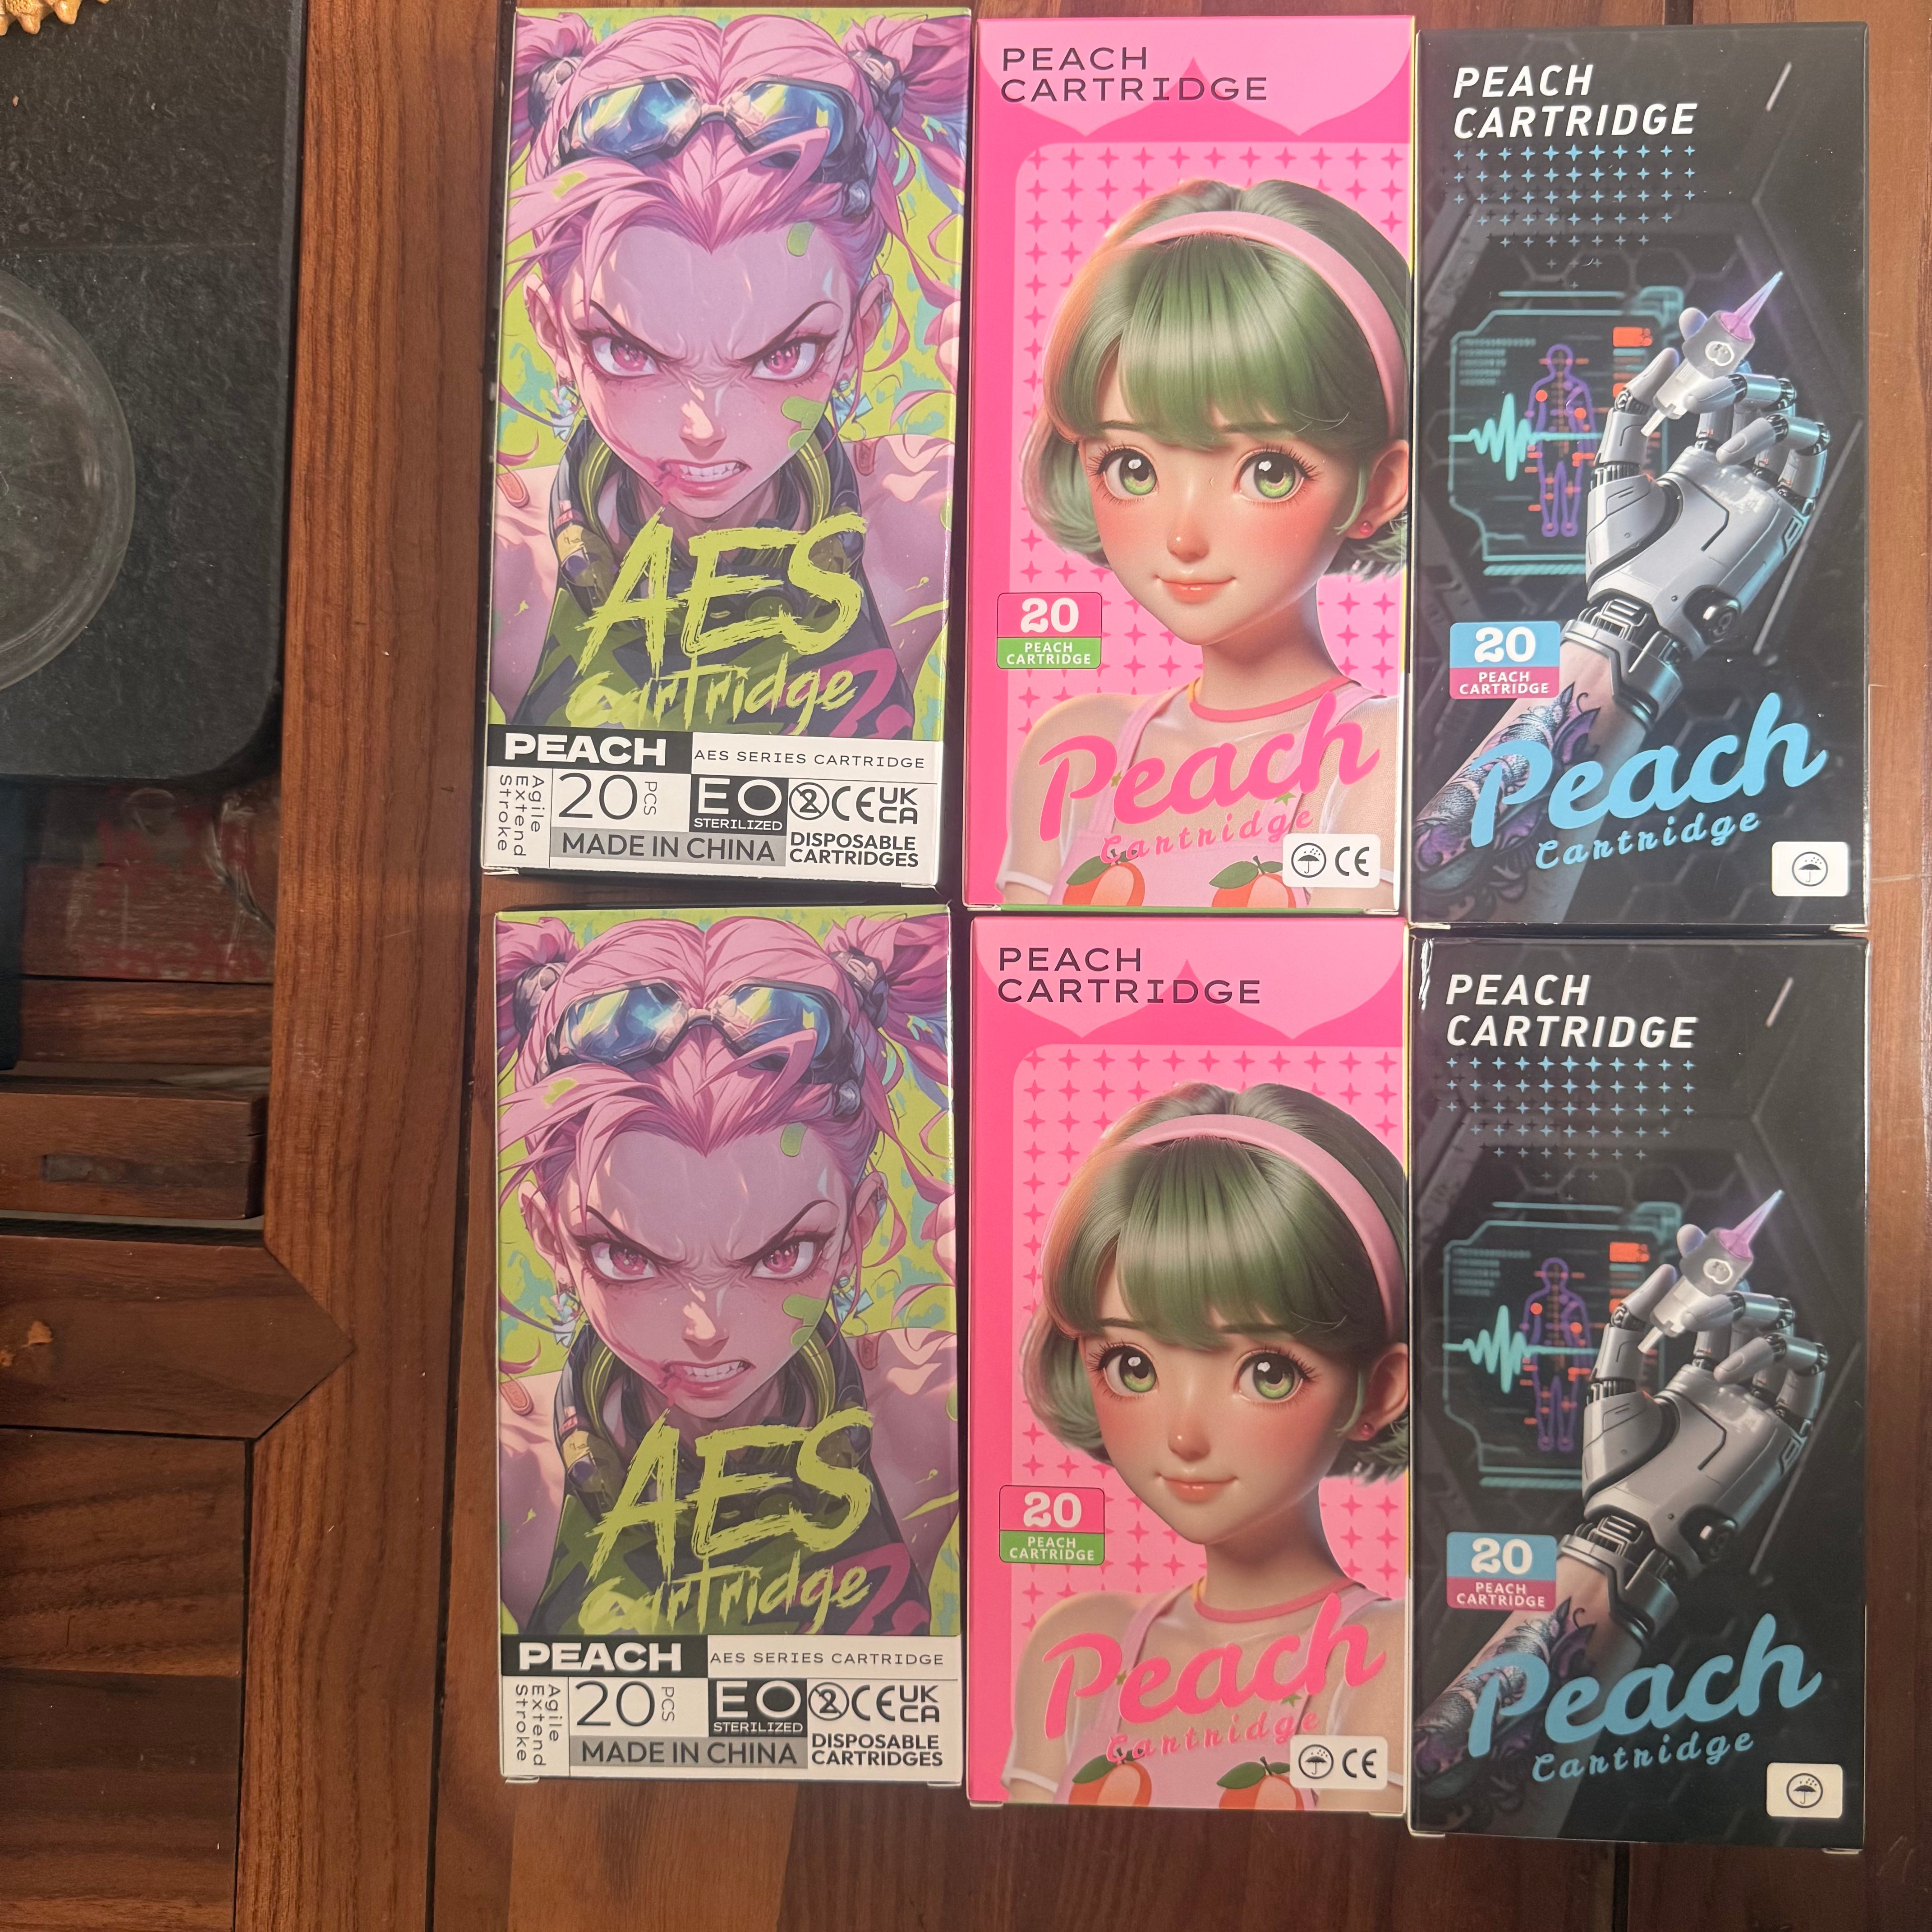 AES
cartridge
PEACH
AES SERIES CARTRIDGE
Agile
Extend
Stroke
20 PCS
EO
STERILIZED
2
CE
UK
CA
MADE IN CHINA
DISPOSABLE
CARTRIDGES
PEACH
CARTRIDGE
20
PEACH
CARTRIDGE
Peach
Cartridge
CE
PEACH
CARTRIDGE
20
PEACH
CARTRIDGE
Peach
Cartridge
AES
cartridge
PEACH
AES SERIES CARTRIDGE
Agile
Extend
Stroke
20 PCS
EO
STERILIZED
2
CE
UK
CA
MADE IN CHINA
DISPOSABLE
CARTRIDGES
PEACH
CARTRIDGE
20
PEACH
CARTRIDGE
Peach
Cartridge
CE
PEACH
CARTRIDGE
20
PEACH
CARTRIDGE
Peach
Cartridge